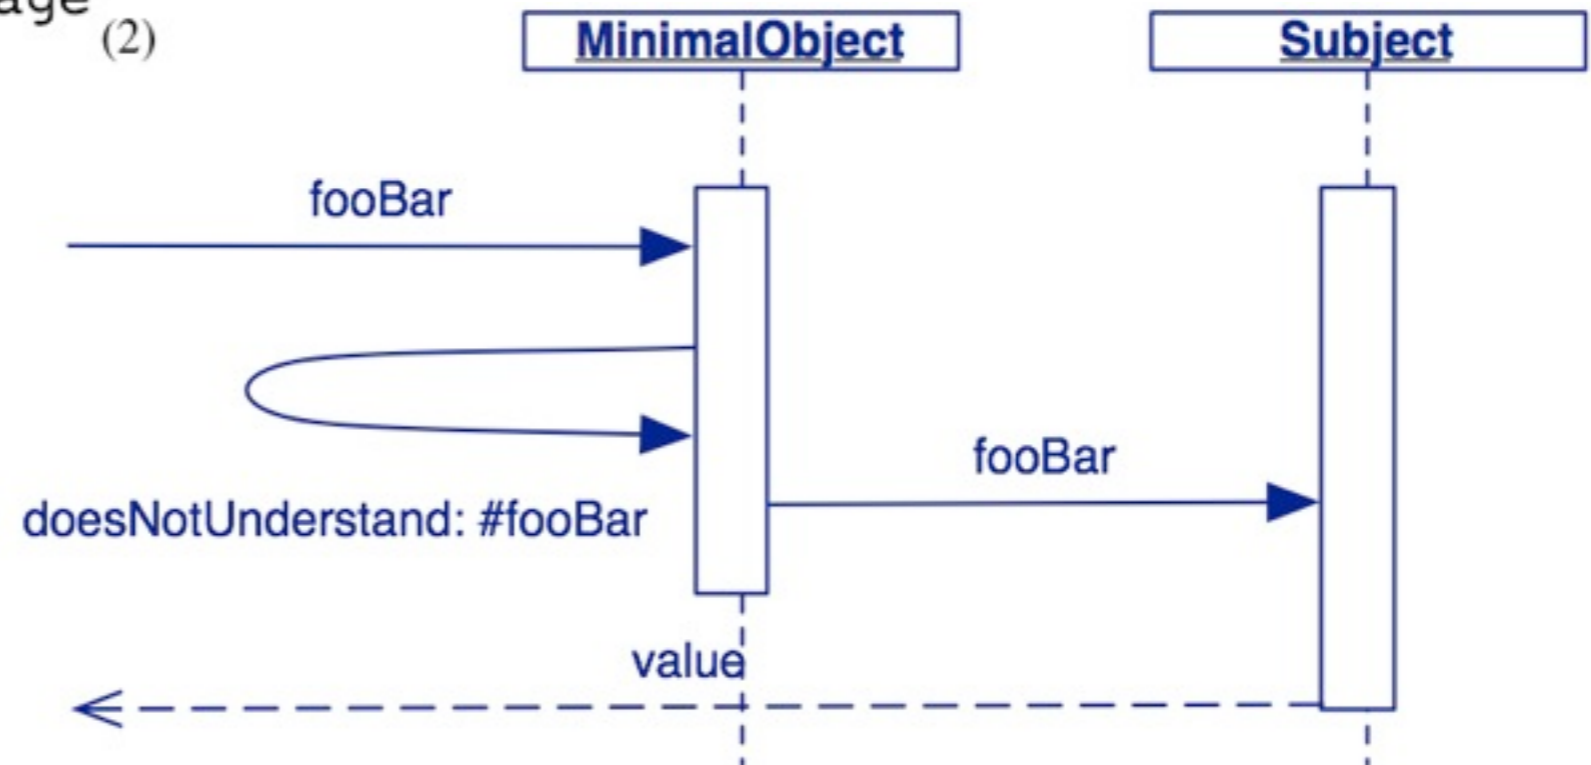 (2)
MinimalObject
Subject
fooBar
fooBar
doesNotUnderstand: #fooBar
value